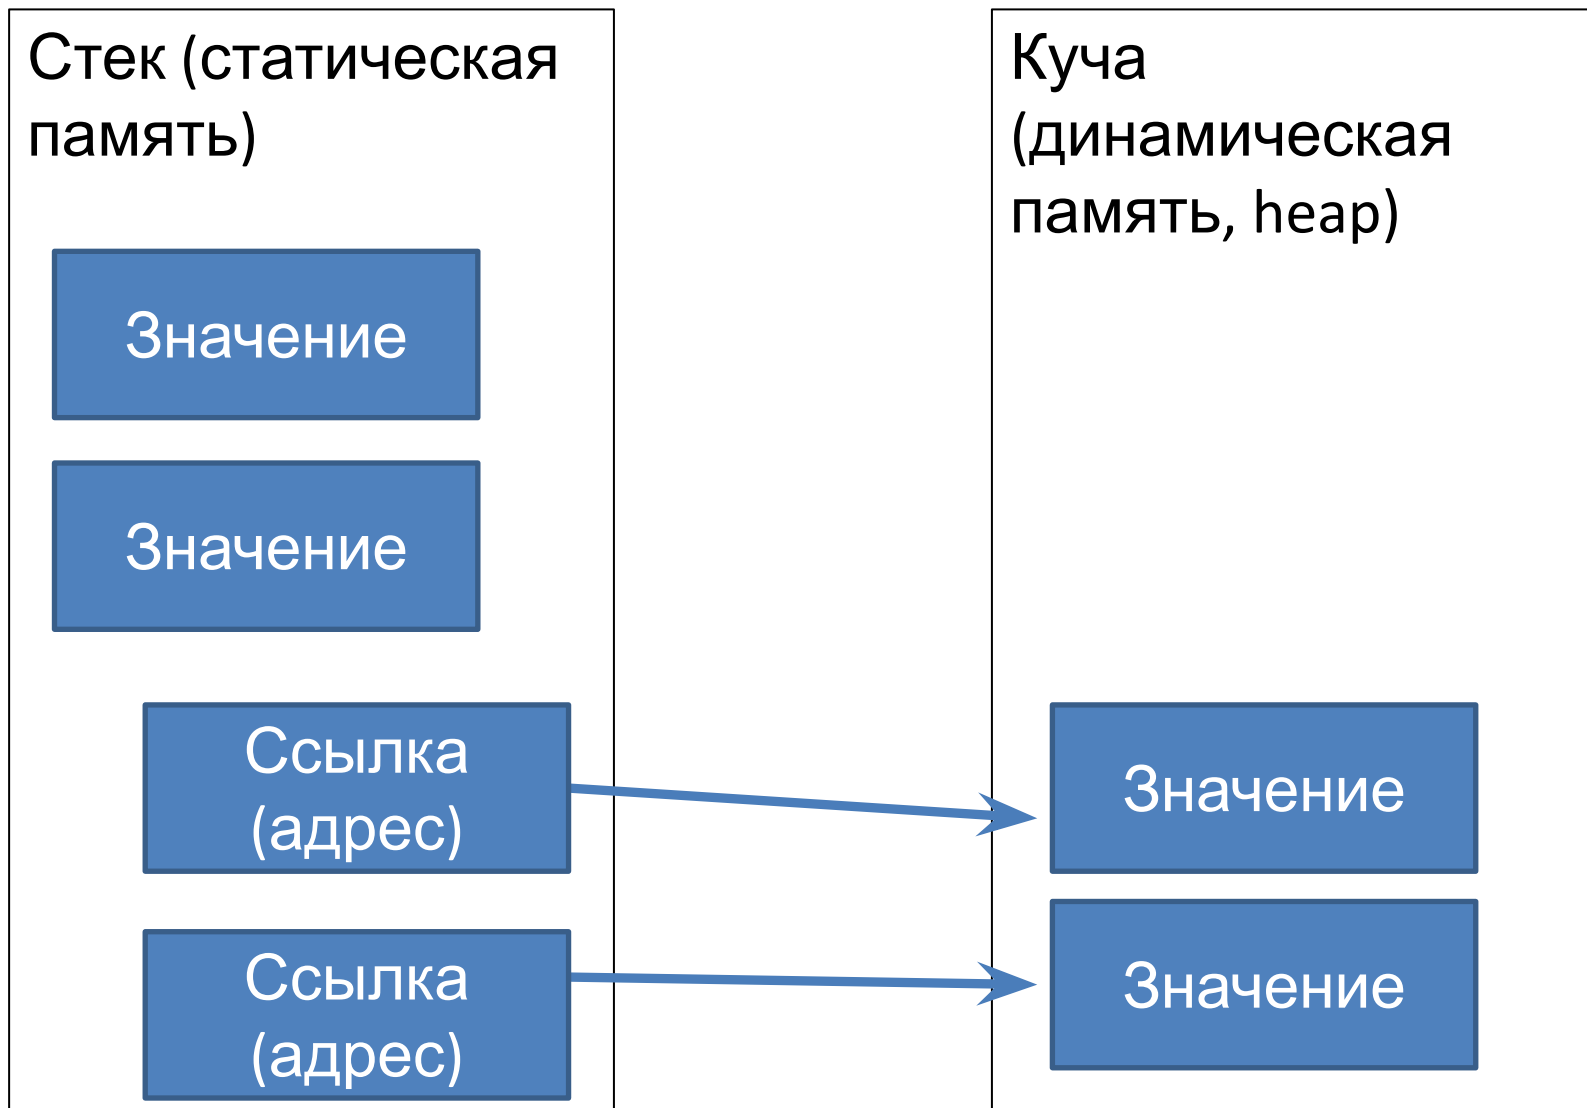 Стек (статическая
память)
Значение
Значение
Ссылка
(адрес)
Ссылка
(адрес)
Куча
(динамическая
память, heap)
Значение
Значение